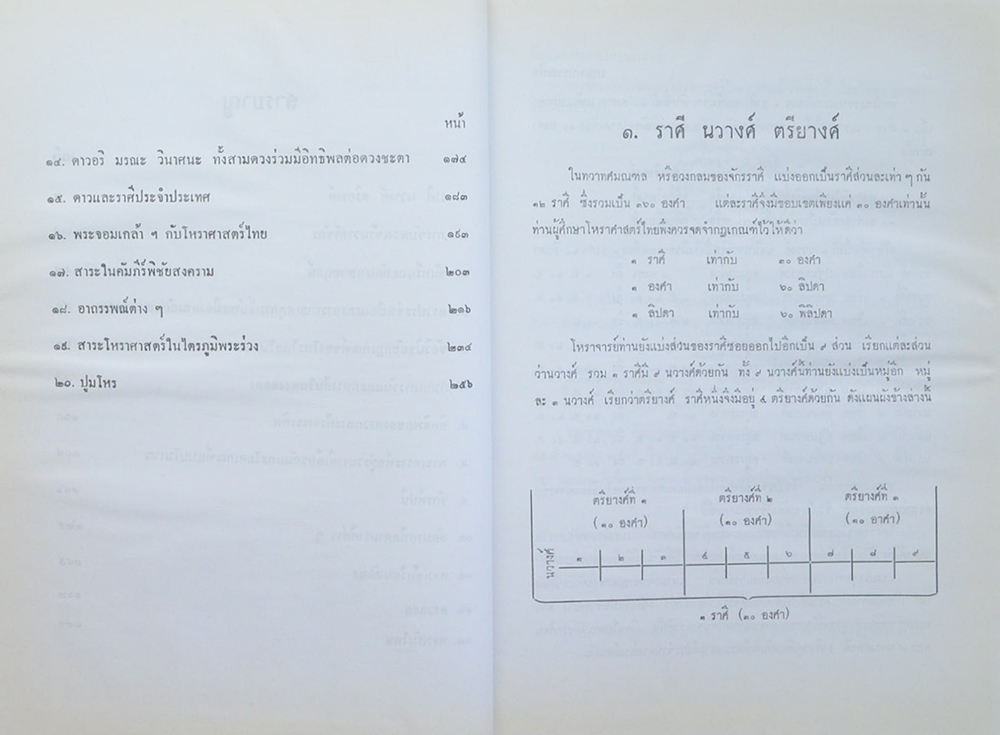 หน้า
๑๔. ดาวอริ มรณะ วินาศนะ ทั้งสามดวงร่วมมีอิทธิพลต่อดวงชะตา ๑๗๔
๑๕. ดาวและราศีประจำประเทศ ๑๘๓
๑๖. พระจอมเกล้า ฯ กับโหราศาสตร์ไทย ๑๙๓
๑๗. สาระในคัมภีร์พิชัยสงคราม ๒๐๓
๑๘. อาถรรพณ์ต่าง ๆ ๒๑๖
๑๙. สาระโหราศาสตร์ในไตรภูมิพระร่วง ๒๓๔
๒๐. ปูมโหร ๒๕๖
๑. ราศี นวางศ์ ตรียางศ์
ในทวาทศมณฑล หรือวงกลมของจักรราศี แบ่งออกเป็นราศีส่วนละเท่า ๆ กัน
๑๒ ราศี ซึ่งรวมเป็น ๓๖๐ องศา แต่ละราศีจึงมีขอบเขตเพียงแค่ ๓๐ องศาเท่านั้น
ท่านผู้ศึกษาโหราศาสตร์ไทยพึงควรจดจำกฎเกณฑ์ไว้ให้ดีว่า
๑ ราศี เท่ากับ ๓๐ องศา
๑ องศา เท่ากับ ๖๐ ลิปดา
๑ ลิปดา เท่ากับ ๖๐ พิลิปดา
โหราจารย์ท่านยังแบ่งส่วนของราศีซอยออกไปอีกเป็น ๙ ส่วน เรียกแต่ละส่วน
ว่านวางศ์ รวม ๑ ราศีมี ๙ นวางศ์ด้วยกัน ทั้ง ๙ นวางศ์นี้ท่านยังแบ่งเป็นหมู่อีก หมู่
ละ ๓ นวางศ์ เรียกว่าตรียางศ์ ราศีหนึ่งจึงมีอยู่ ๔ ตรียางศ์ด้วยกัน ดังแผนผังข้างล่างนี้
ตรียางศ์ที่ ๑ ตรียางศ์ที่ ๒ ตรียางศ์ที่ ๓
(๑๐ องศา) (๑๐ องศา) (๑๐ อาศา)
นวางศ์ ๑ ๒ ๓ ๔ ๕ ๖ ๗ ๘ ๙
๑ ราศี (๓๐ องศา)